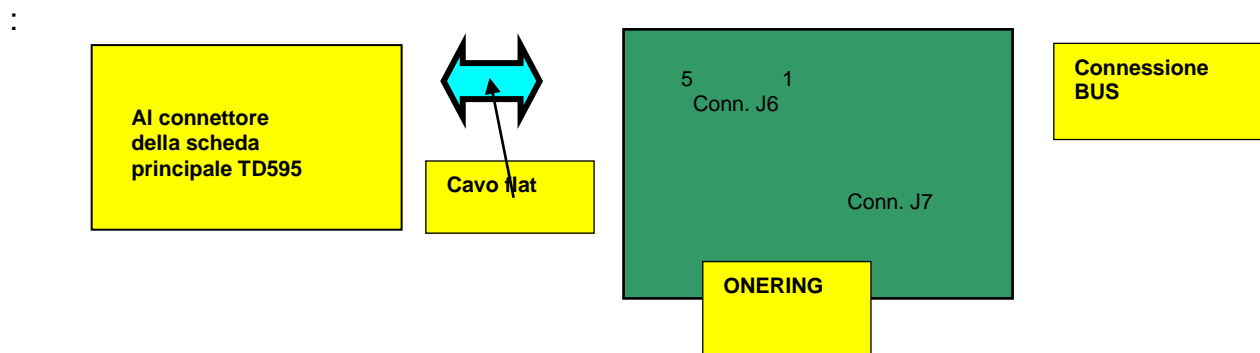 :
Al connettore
della scheda
principale TD595
Cavo flat
5 1
Conn. J6
Conn. J7
ONERING
Connessione
BUS